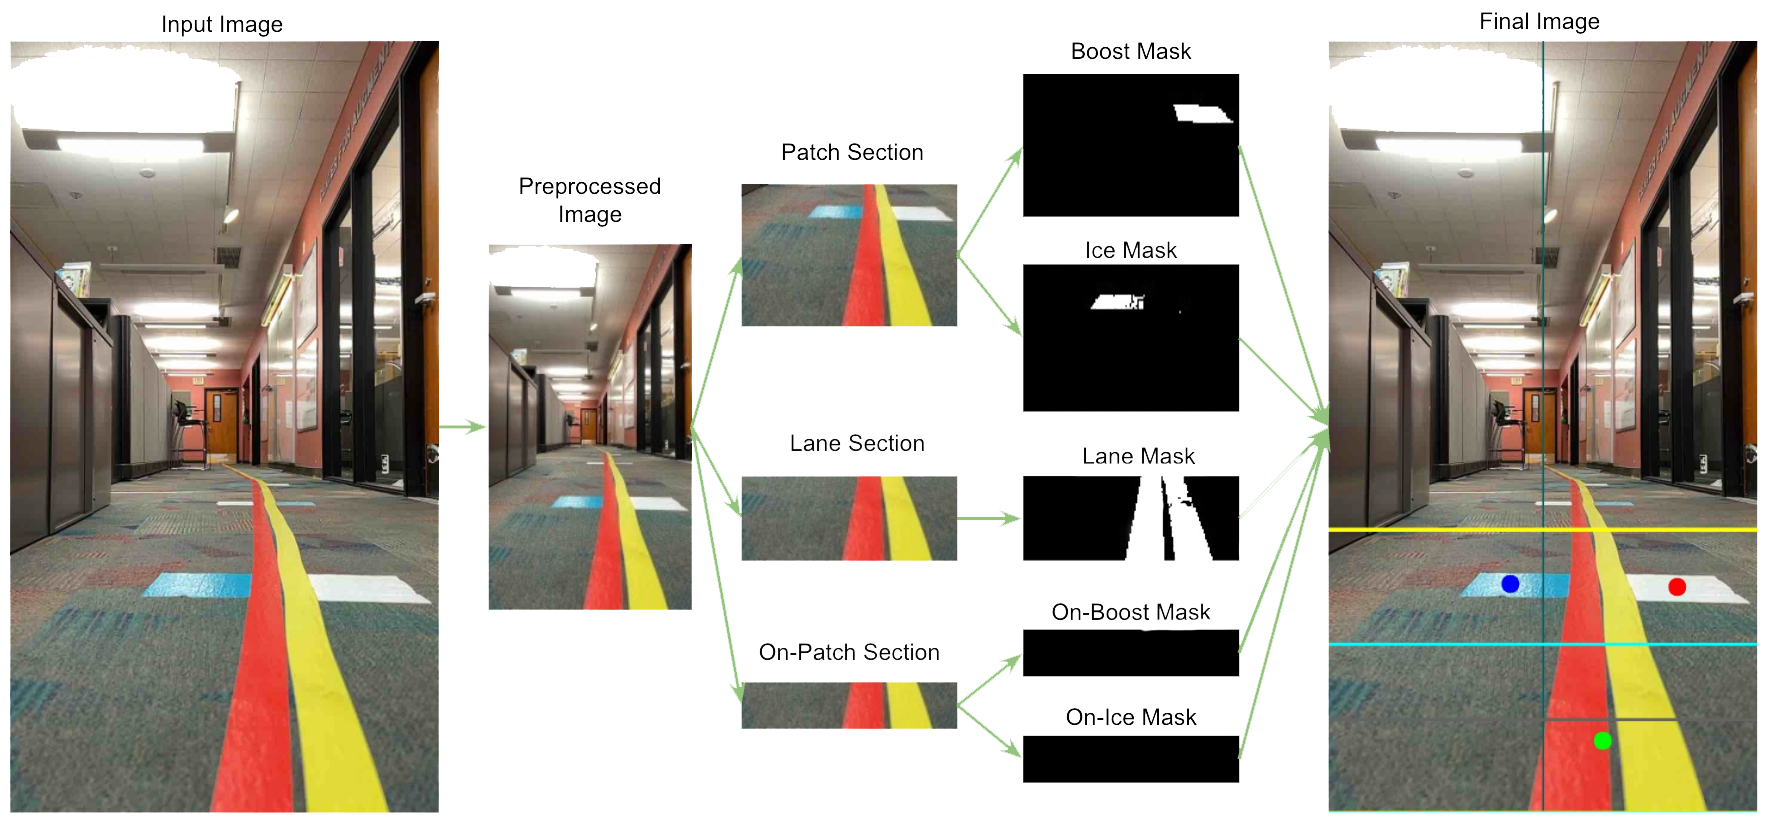 Input Image
Preprocessed
Image
Patch Section
Lane Section
On-Patch Section
Boost Mask
Ice Mask
Lane Mask
On-Boost Mask
On-Ice Mask
Final Image